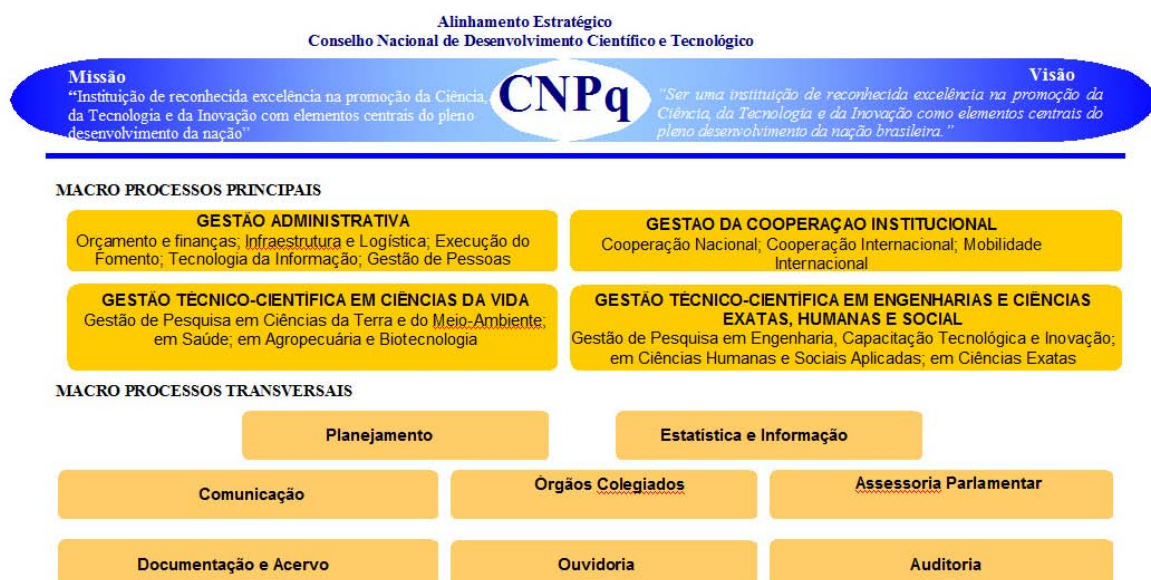 Alinhamento Estratégico
Conselho Nacional de Desenvolvimento Científico e Tecnológico
Missão
“Instituição de reconhecida excelência na promoção da Ciência,
da Tecnologia e da Inovação com elementos centrais do pleno
desenvolvimento da nação”
CNPq
Visão
"Ser uma instituição de reconhecida excelência na promoção da
Ciência, da Tecnologia e da Inovação como elementos centrais do
pleno desenvolvimento da nação brasileira."
MACRO PROCESSOS PRINCIPAIS
GESTÃO ADMINISTRATIVA
Orçamento e finanças; Infraestrutura e Logística; Execução do
Fomento; Tecnologia da Informação; Gestão de Pessoas
GESTAO DA COOPERAÇAO INSTITUCIONAL
Cooperação Nacional; Cooperação Internacional; Mobilidade
Internacional
GESTÃO TÉCNICO-CIENTÍFICA EM CIÊNCIAS DA VIDA
Gestão de Pesquisa em Ciências da Terra e do Meio-Ambiente;
em Saúde; em Agropecuária e Biotecnologia
GESTÃO TÉCNICO-CIENTÍFICA EM ENGENHARIAS E CIÊNCIAS
EXATAS, HUMANAS E SOCIAL
Gestão de Pesquisa em Engenharia, Capacitação Tecnológica e Inovação;
em Ciências Humanas e Sociais Aplicadas; em Ciências Exatas
MACRO PROCESSOS TRANSVERSAIS
Planejamento
Estatística e Informação
Comunicação
Órgãos Colegiados
Assessoria Parlamentar
Documentação e Acervo
Ouvidoria
Auditoria